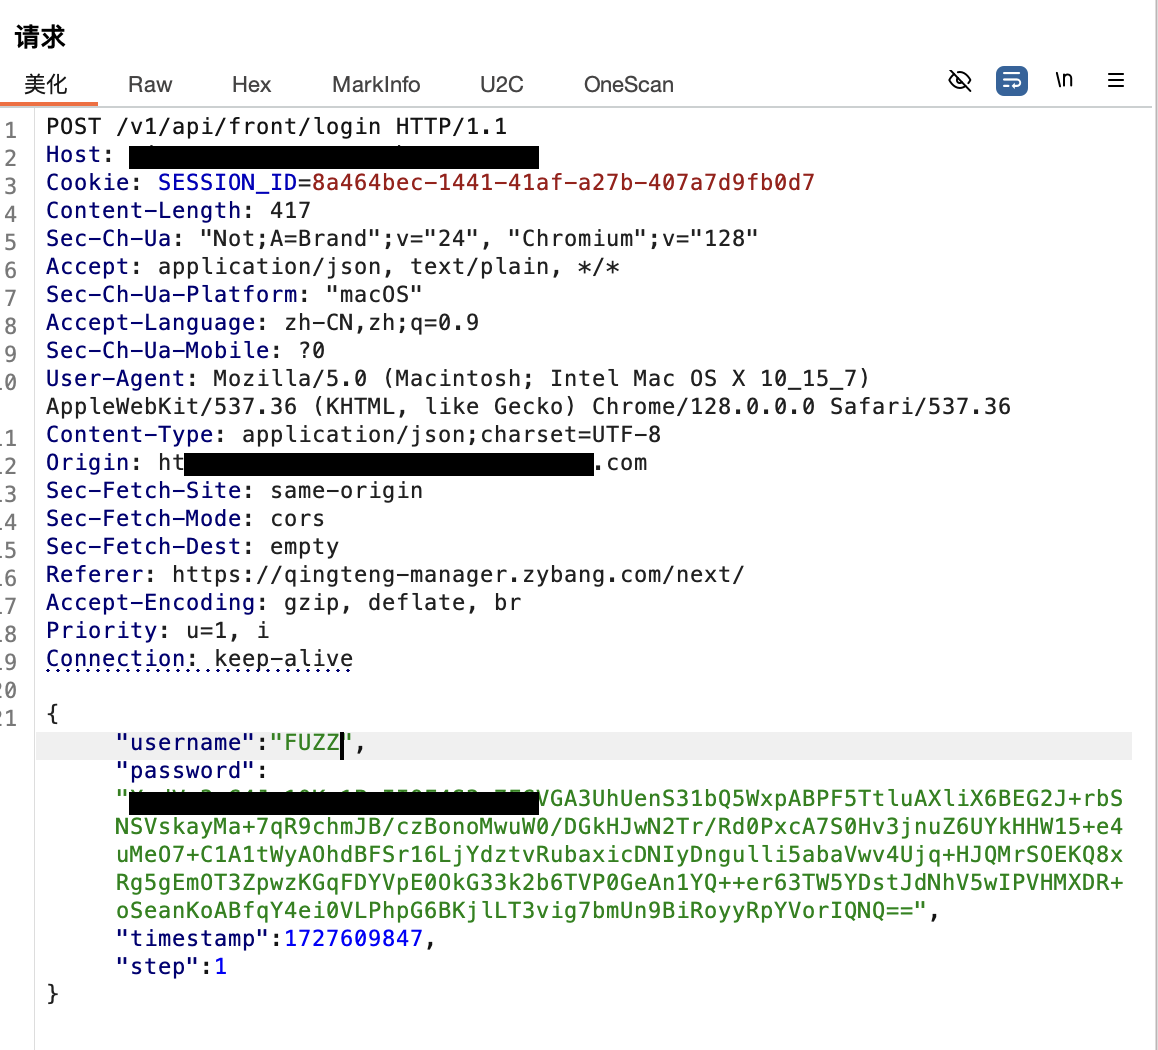 请求
美化 Raw Hex MarkInfo U2C OneScan \n
1 POST /v1/api/front/login HTTP/1.1
2 Host:
3 Cookie: SESSION_ID=8a464bec-1441-41af-a27b-407a7d9fb0d7
4 Content-Length: 417
5 Sec-Ch-Ua: "Not;A=Brand";v="24", "Chromium";v="128"
6 Accept: application/json, text/plain, */*
7 Sec-Ch-Ua-Platform: "macOS"
8 Accept-Language: zh-CN,zh;q=0.9
9 Sec-Ch-Ua-Mobile: ?0
10 User-Agent: Mozilla/5.0 (Macintosh; Intel Mac OS X 10_15_7)
AppleWebKit/537.36 (KHTML, like Gecko) Chrome/128.0.0.0 Safari/537.36
11 Content-Type: application/json;charset=UTF-8
12 Origin: ht .com
13 Sec-Fetch-Site: same-origin
14 Sec-Fetch-Mode: cors
15 Sec-Fetch-Dest: empty
16 Referer: https://qingteng-manager.zybang.com/next/
17 Accept-Encoding: gzip, deflate, br
18 Priority: u=1, i
19 Connection: keep-alive
20
21 {
"username":"FUZZ",
"password":
"VGA3UhUenS31bQ5WxpABPF5TtluAXliX6BEG2J+rbS
NSVskayMa+7qR9chmJB/czBonoMwuW0/DGkHJwN2Tr/Rd0PxcA7S0Hv3jnuZ6UYkHHW15+e4
uMeO7+C1A1tWyAOhdBFSr16LjYdztvRubaxicDNIyDngulli5abaVwv4Ujq+HJQMrSOEKQ8x
Rg5gEmOT3ZpwzKGqFDYVpE0OkG33k2b6TVP0GeAn1YQ++er63TW5YDstJdNhV5wIPVHMXDR+
oSeanKoABfqY4ei0VLPhpG6BKjlLT3vig7bmUn9BiRoyyRpYVorIQNQ==",
"timestamp":1727609847,
"step":1
}